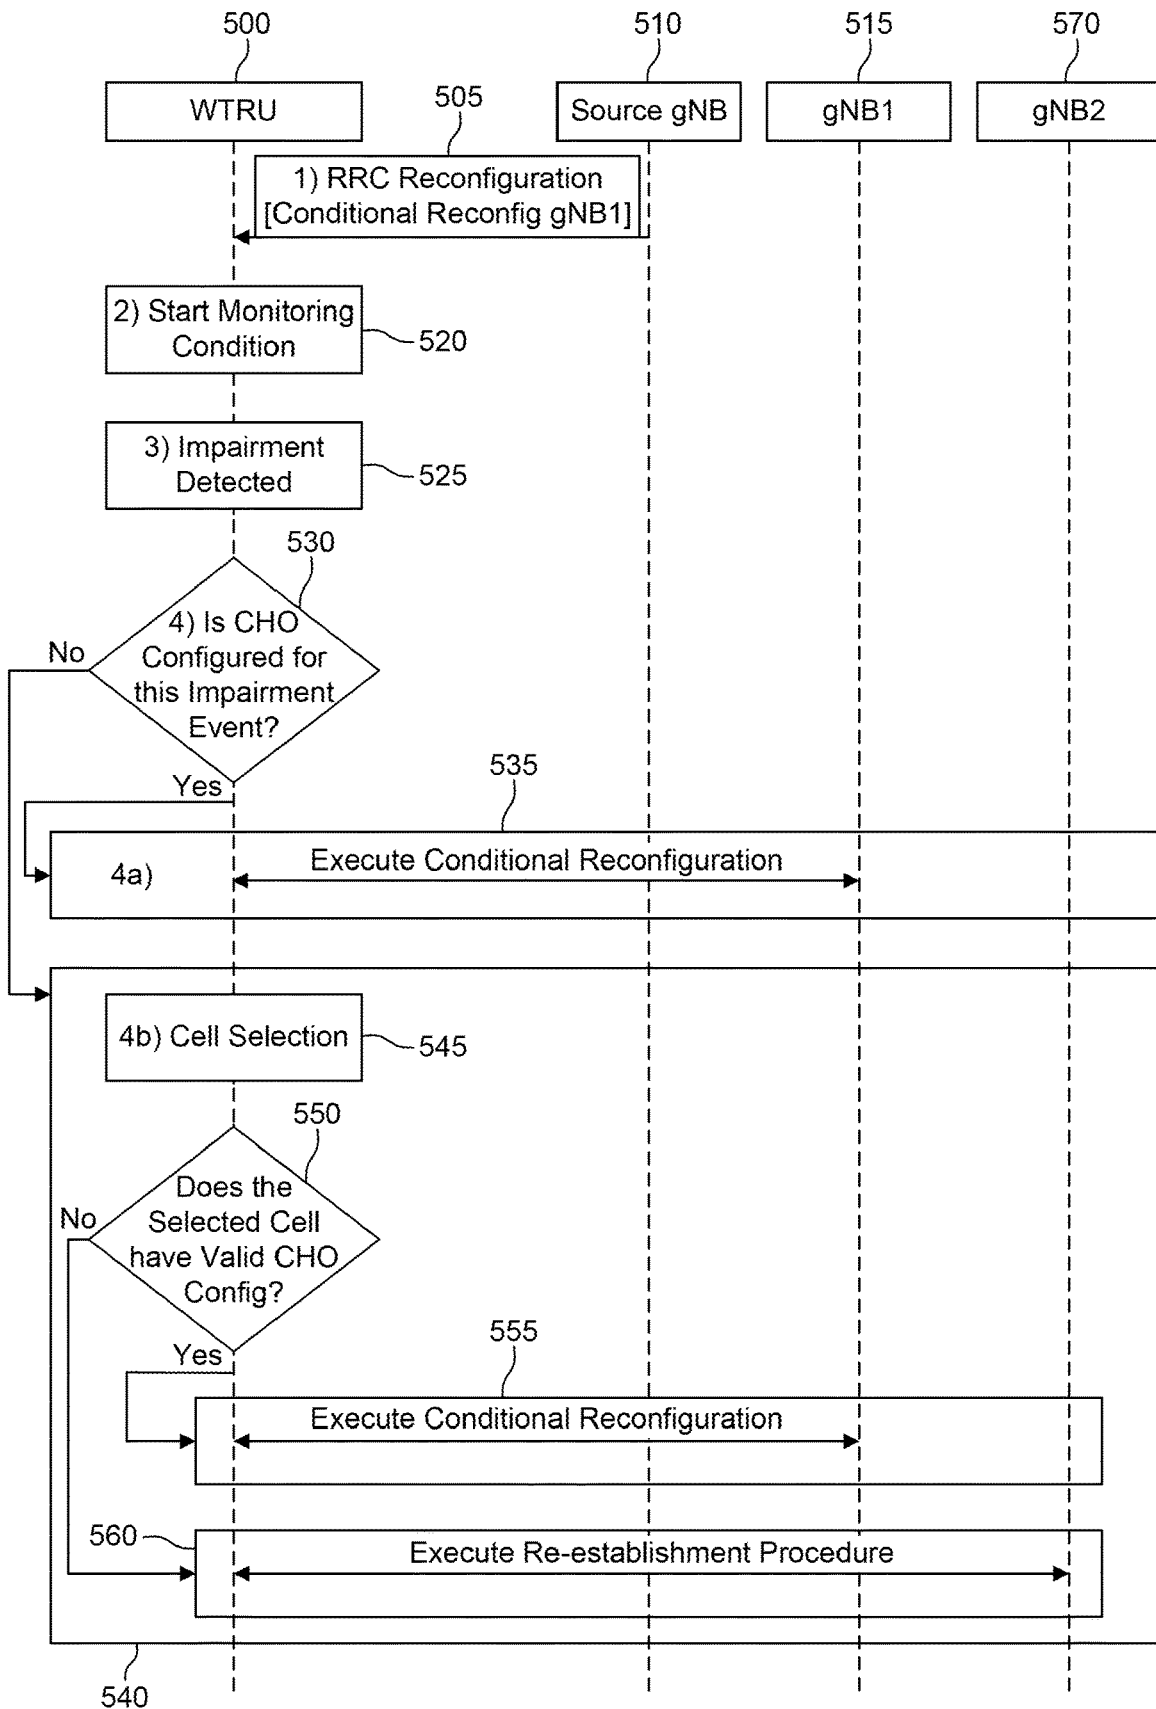 500
510
515
570
WTRU
505
Source gNB
gNB1
gNB2
1) RRC Reconfiguration
[Conditional Reconfig gNB1]
2) Start Monitoring
Condition
520
3) Impairment
Detected
525
530
4) Is CHO
Configured for
this Impairment
Event?
No
Yes
535
Execute Conditional Reconfiguration
4a)
4b) Cell Selection
545
550
Does the
Selected Cell
have Valid CHO
Config?
No
Yes
555
Execute Conditional Reconfiguration
560
Execute Re-establishment Procedure
540